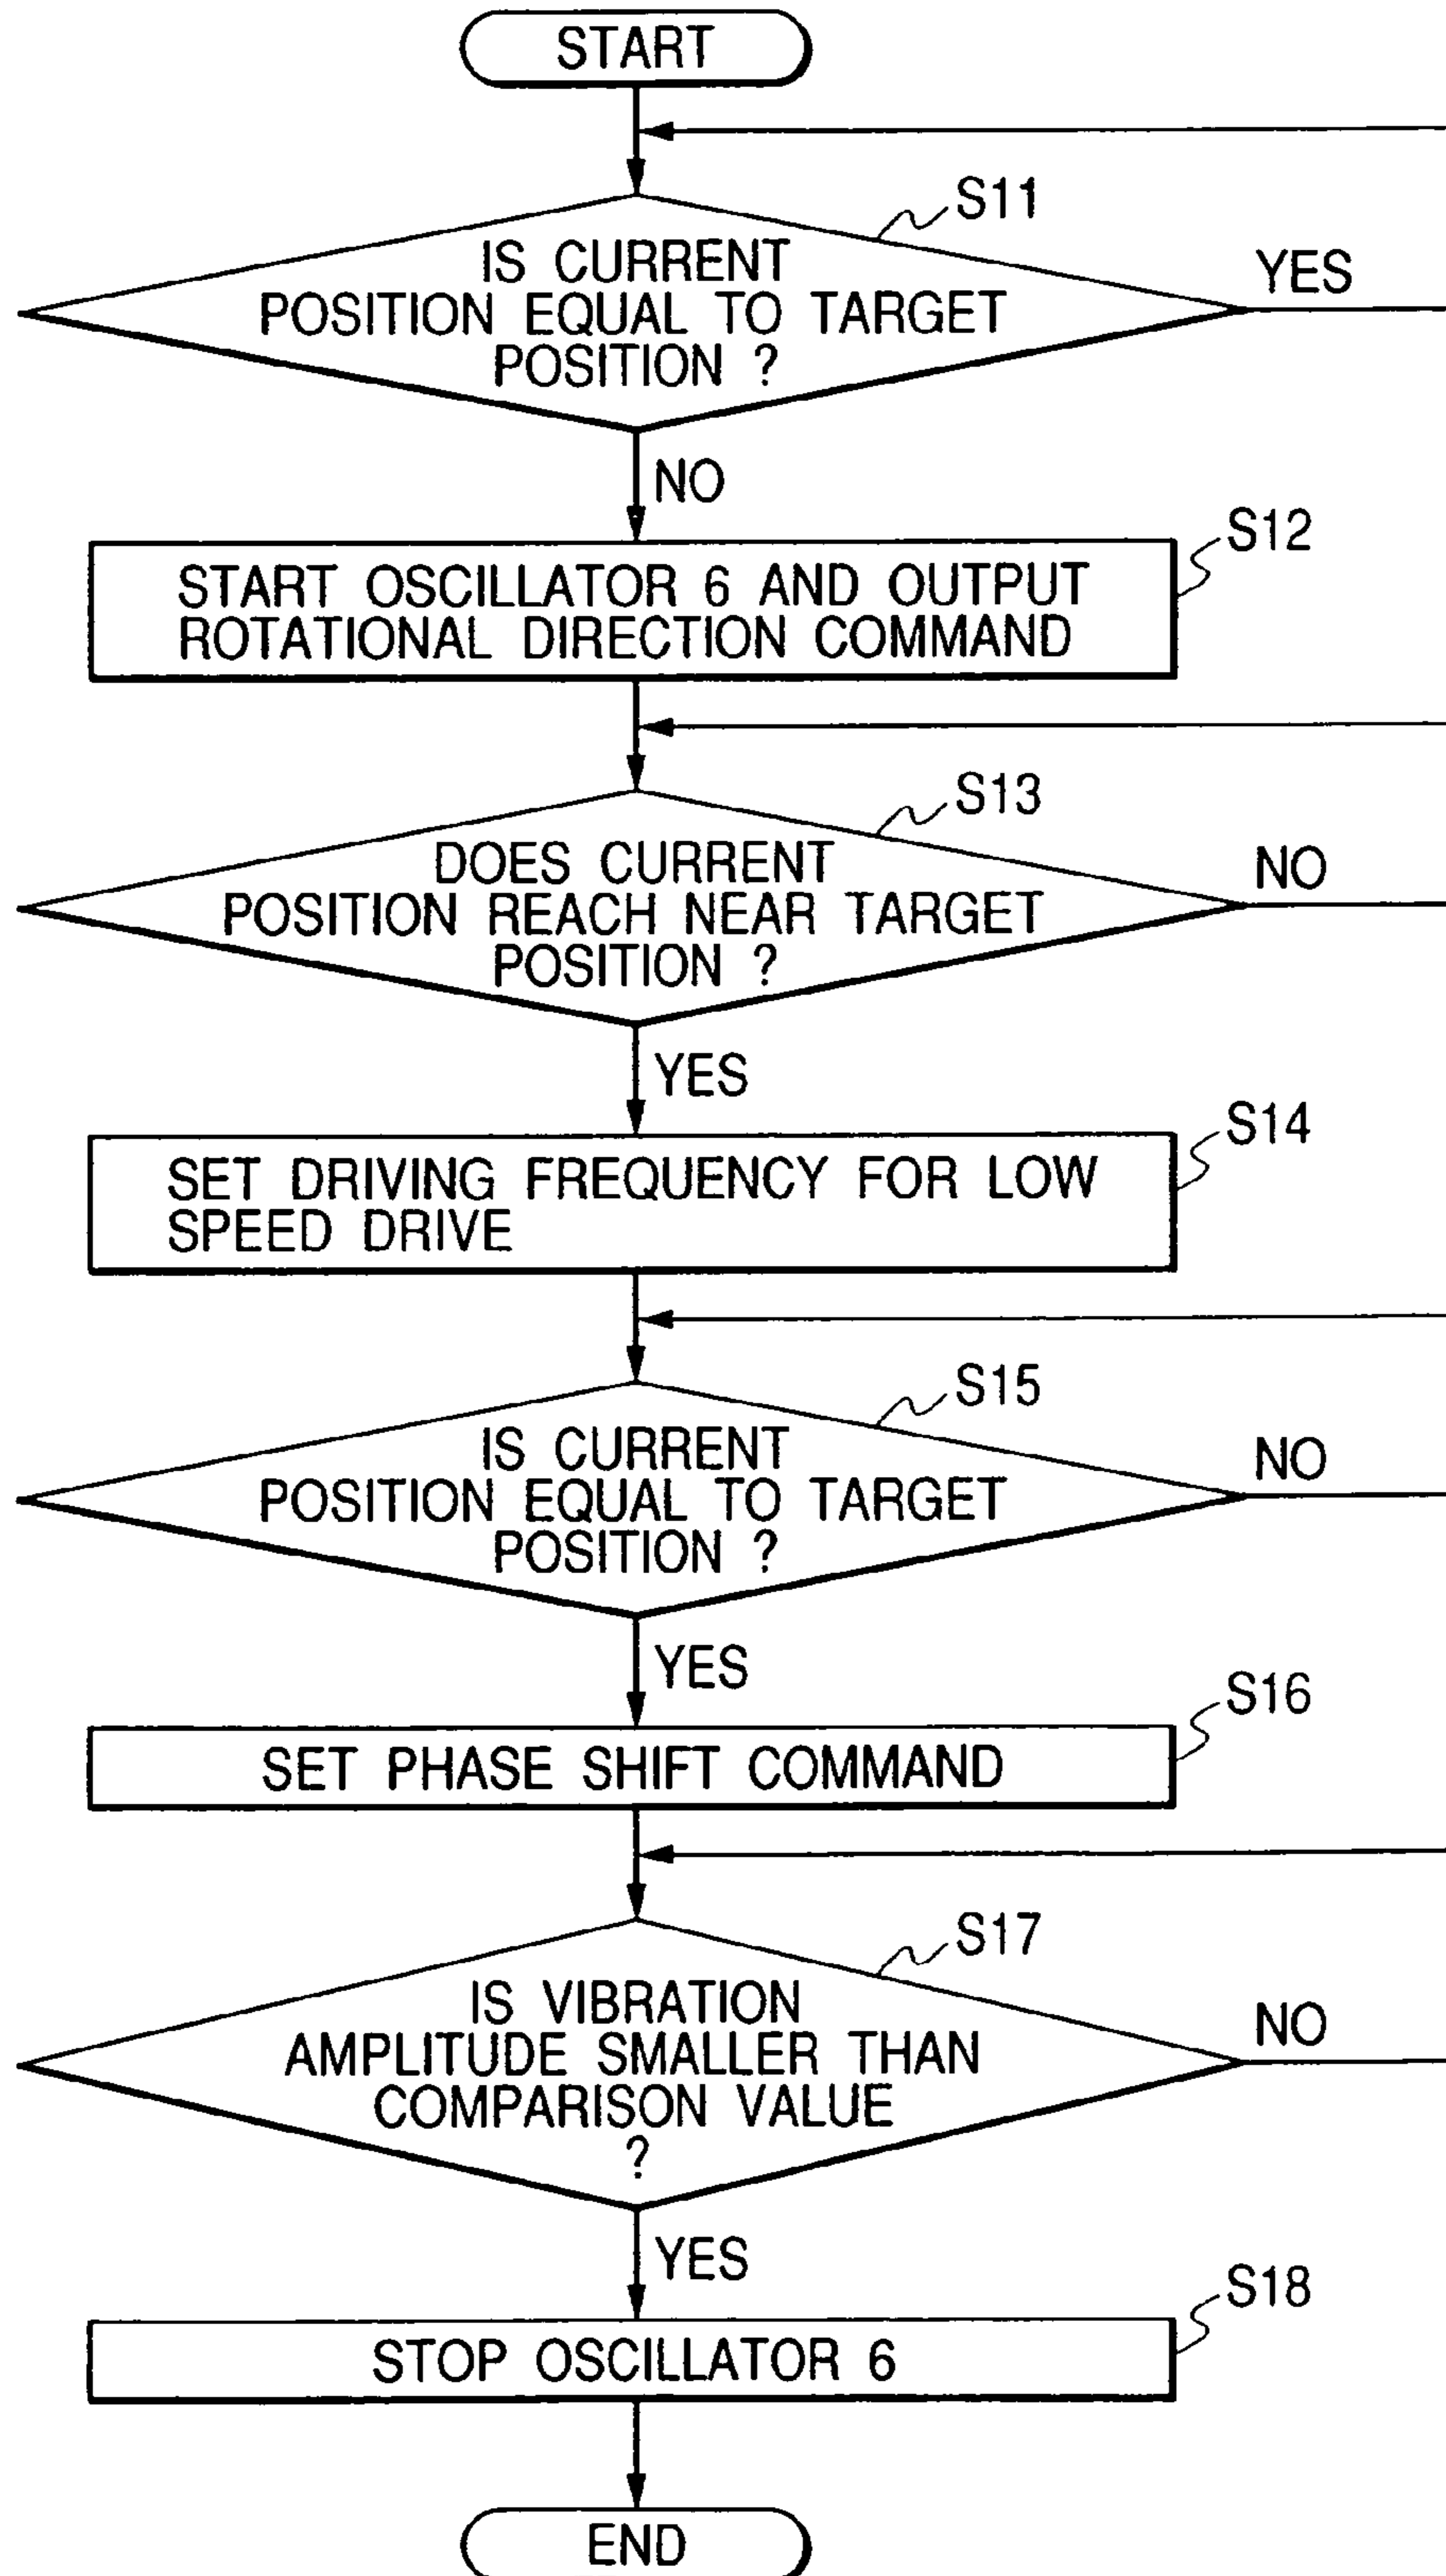 START
S11
IS CURRENT
POSITION EQUAL TO TARGET
POSITION ?
YES
NO
S12
START OSCILLATOR 6 AND OUTPUT
ROTATIONAL DIRECTION COMMAND
S13
DOES CURRENT
POSITION REACH NEAR TARGET
POSITION ?
NO
YES
S14
SET DRIVING FREQUENCY FOR LOW
SPEED DRIVE
S15
IS CURRENT
POSITION EQUAL TO TARGET
POSITION ?
NO
YES
S16
SET PHASE SHIFT COMMAND
S17
IS VIBRATION
AMPLITUDE SMALLER THAN
COMPARISON VALUE
?
NO
YES
S18
STOP OSCILLATOR 6
END